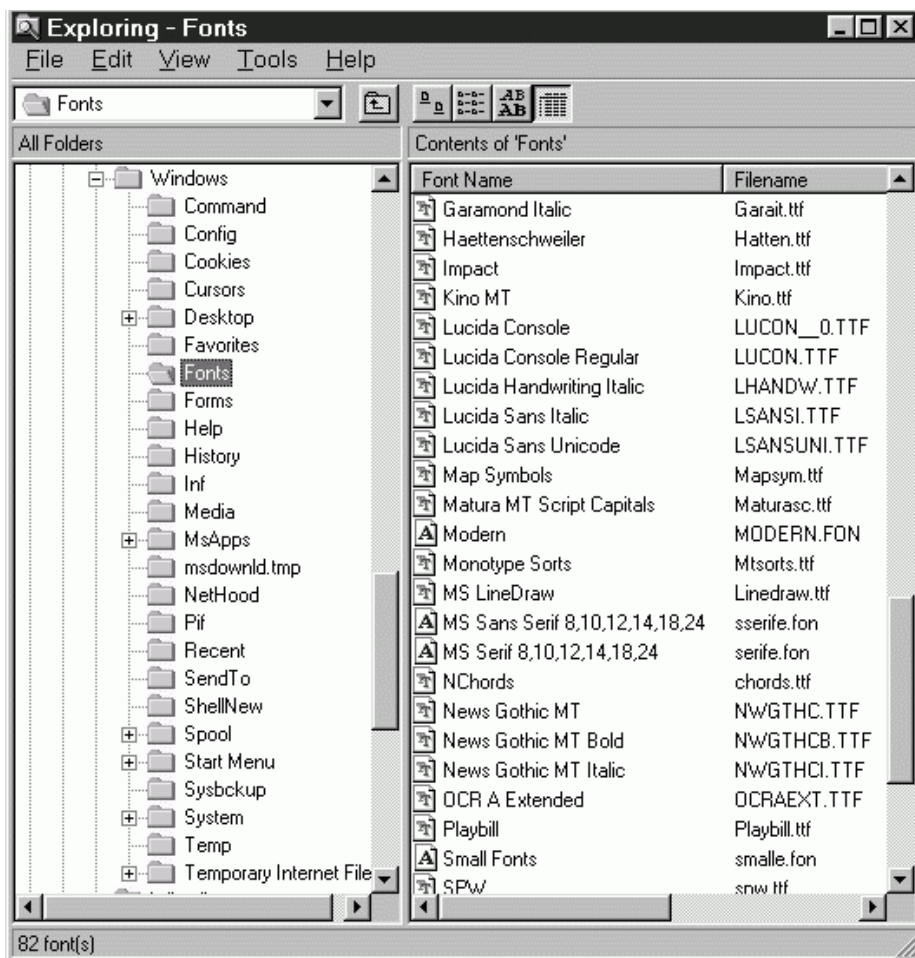 Exploring - Fonts
File Edit View Tools Help
Fonts
All Folders
Contents of 'Fonts'
Windows
Command
Config
Cookies
Cursors
Desktop
Favorites
Fonts
Forms
Help
History
Inf
Media
MsApps
msdownld.tmp
NetHood
Pif
Recent
SendTo
ShellNew
Spool
Start Menu
Sysbckup
System
Temp
Temporary Internet File
Font Name Filename
Garamond Italic Garait.ttf
Haettenschweiler Hatten.ttf
Impact Impact.ttf
Kino MT Kino.ttf
Lucida Console LUCON__0.TTF
Lucida Console Regular LUCON.TTF
Lucida Handwriting Italic LHANDW.TTF
Lucida Sans Italic LSANSI.TTF
Lucida Sans Unicode LSANSUNI.TTF
Map Symbols Mapsym.ttf
Matura MT Script Capitals Maturasc.ttf
Modern MODERN.FON
Monotype Sorts Mtsorts.ttf
MS LineDraw Linedraw.ttf
MS Sans Serif 8,10,12,14,18,24 sserife.fon
MS Serif 8,10,12,14,18,24 serife.fon
NChords chords.ttf
News Gothic MT NWGTHC.TTF
News Gothic MT Bold NWGTHCB.TTF
News Gothic MT Italic NWGTHCI.TTF
OCR A Extended OCRAEXT.TTF
Playbill Playbill.ttf
Small Fonts smalle.fon
SPW spw.ttf
82 font(s)